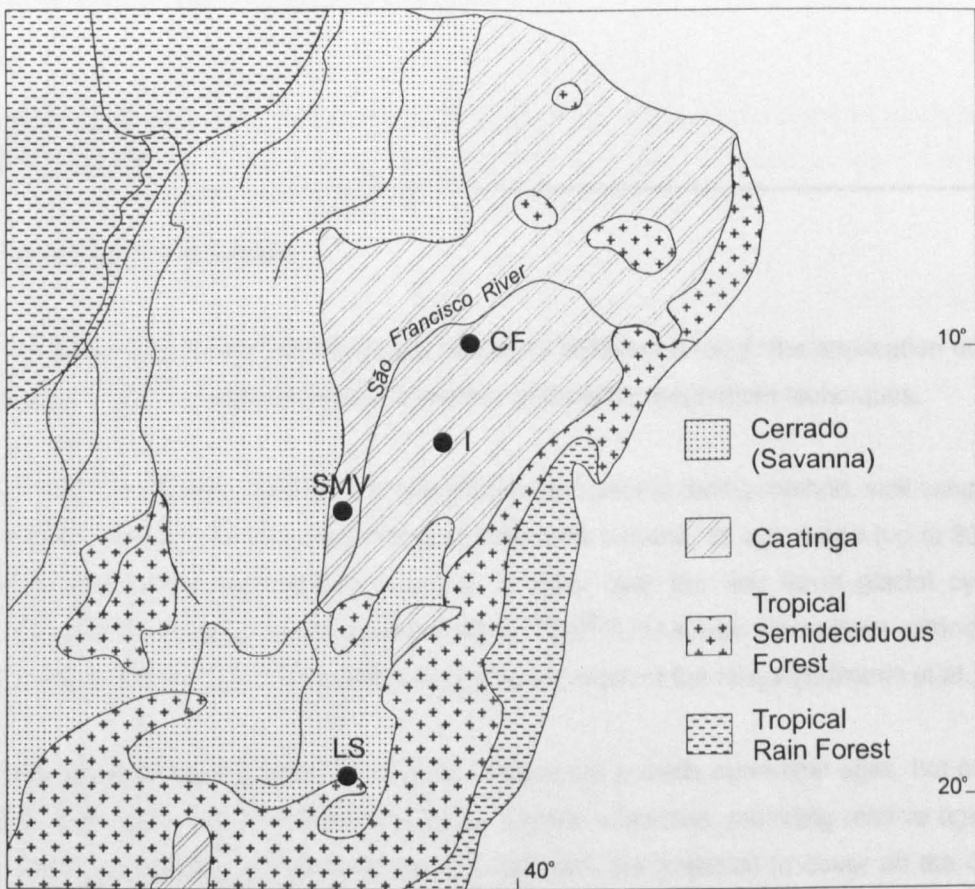 São Francisco River
CF
10°
I
SMV
LS
20°
40°
Cerrado
(Savanna)
Caatinga
Tropical
Semideciduous
Forest
Tropical
Rain Forest